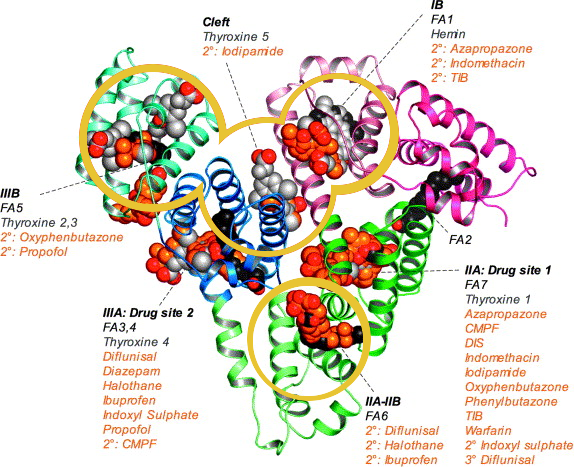 Cleft
Thyroxine 5
2°: Iodipamide
IB
FA1
Hemin
2°: Azapropazone
2°: Indomethacin
2°: TIB
IIIB
FA5
Thyroxine 2,3
2°: Oxyphenbutazone
2°: Propofol
FA2
IIIA: Drug site 2
FA3,4
Thyroxine 4
Diflunisal
Diazepam
Halothane
Ibuprofen
Indoxyl Sulphate
Propofol
2°: CMPF
IIA-IIB
FA6
2°: Diflunisal
2°: Halothane
2°: Ibuprofen
IIA: Drug site 1
FA7
Thyroxine 1
Azapropazone
CMPF
DIS
Indomethacin
Iodipamide
Oxyphenbutazone
Phenylbutazone
TIB
Warfarin
2° Indoxyl sulphate
3° Diflunisal